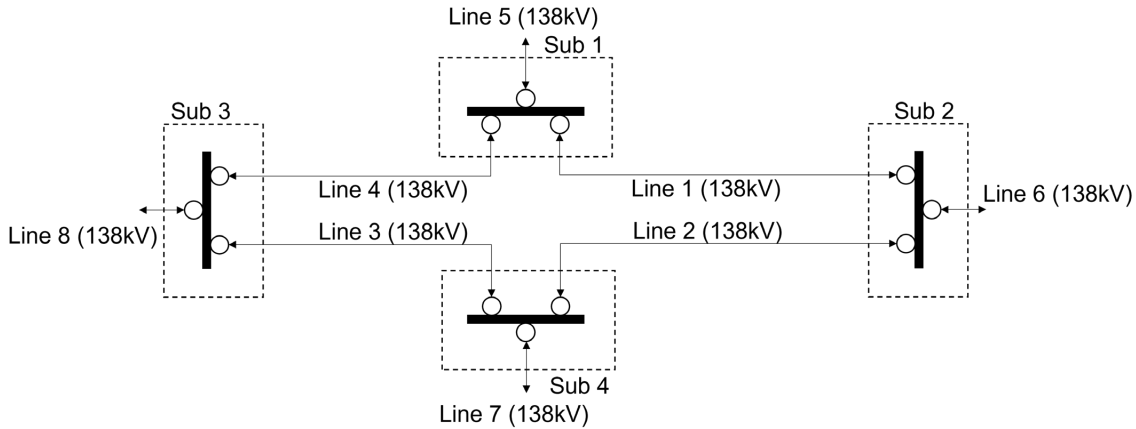 Line 5 (138kV)
Sub 1
Sub 3
Sub 2
Line 4 (138kV)
Line 1 (138kV)
Line 6 (138kV)
Line 8 (138kV)
Line 3 (138kV)
Line 2 (138kV)
Sub 4
Line 7 (138kV)